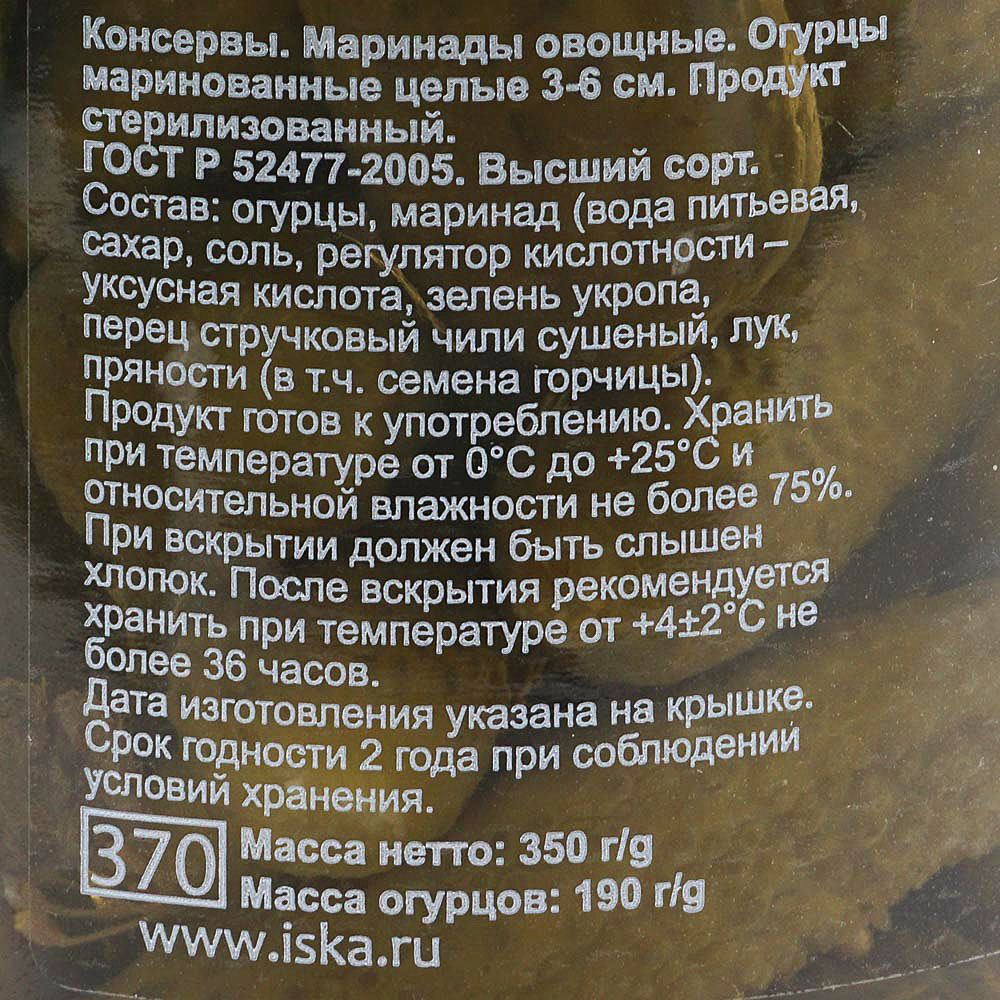 Консервы. Маринады овощные. Огурцы
маринованные целые 3-6 см. Продукт
стерилизованный.
ГОСТ Р 52477-2005. Высший сорт.
Состав: огурцы, маринад (вода питьевая,
сахар, соль, регулятор кислотности –
уксусная кислота, зелень укропа,
перец стручковый чили сушеный, лук,
пряности (в т.ч. семена горчицы).
Продукт готов к употреблению. Хранить
при температуре от 0°C до +25°C и
относительной влажности не более 75%.
При вскрытии должен быть слышен
хлопок. После вскрытия рекомендуется
хранить при температуре от +4±2°C не
более 36 часов.
Дата изготовления указана на крышке.
Срок годности 2 года при соблюдений
условий хранения.
370 Масса нетто: 350 г/g
Масса огурцов: 190 г/g
www.iska.ru